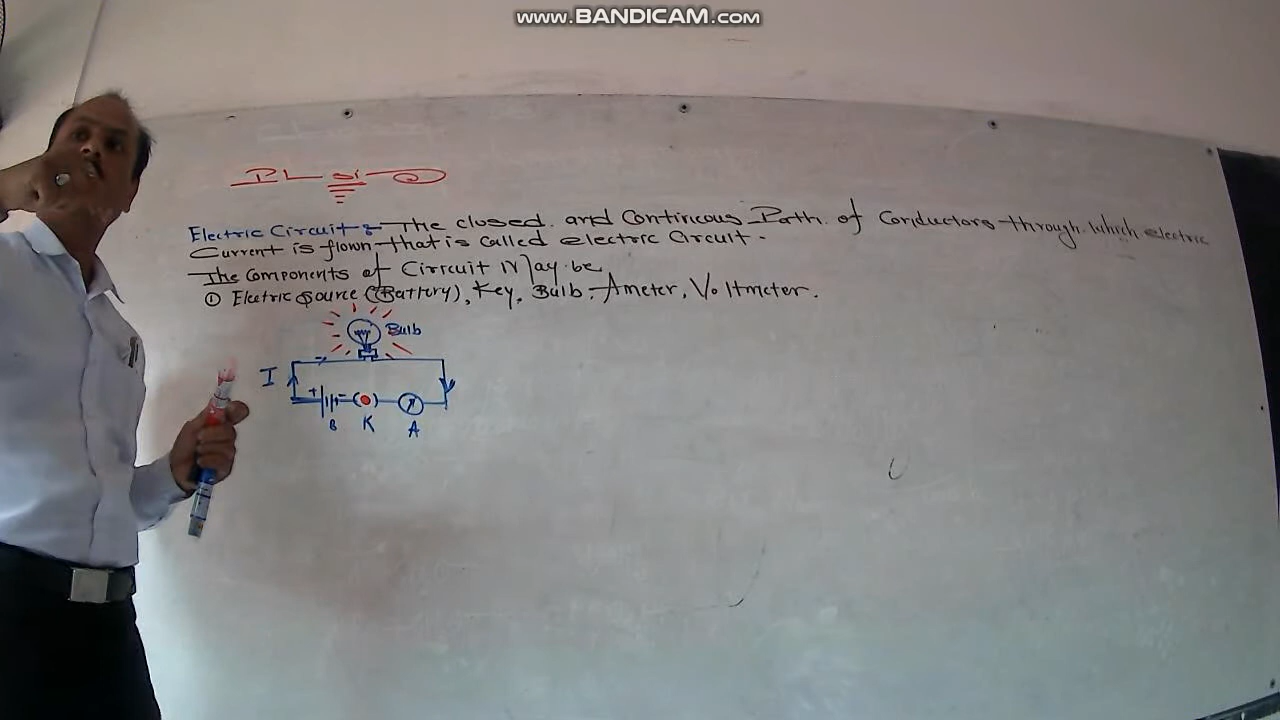 www.BANDICAM.com
Electric Circuit : The closed and Continuous Path of Conductors through which electric
Current is flown that is called electric Circuit.
The Components of Circuit May be
① Electric source (Battery), Key, Bulb, Ameter, Voltmeter.
Bulb
I
+ -
B K A